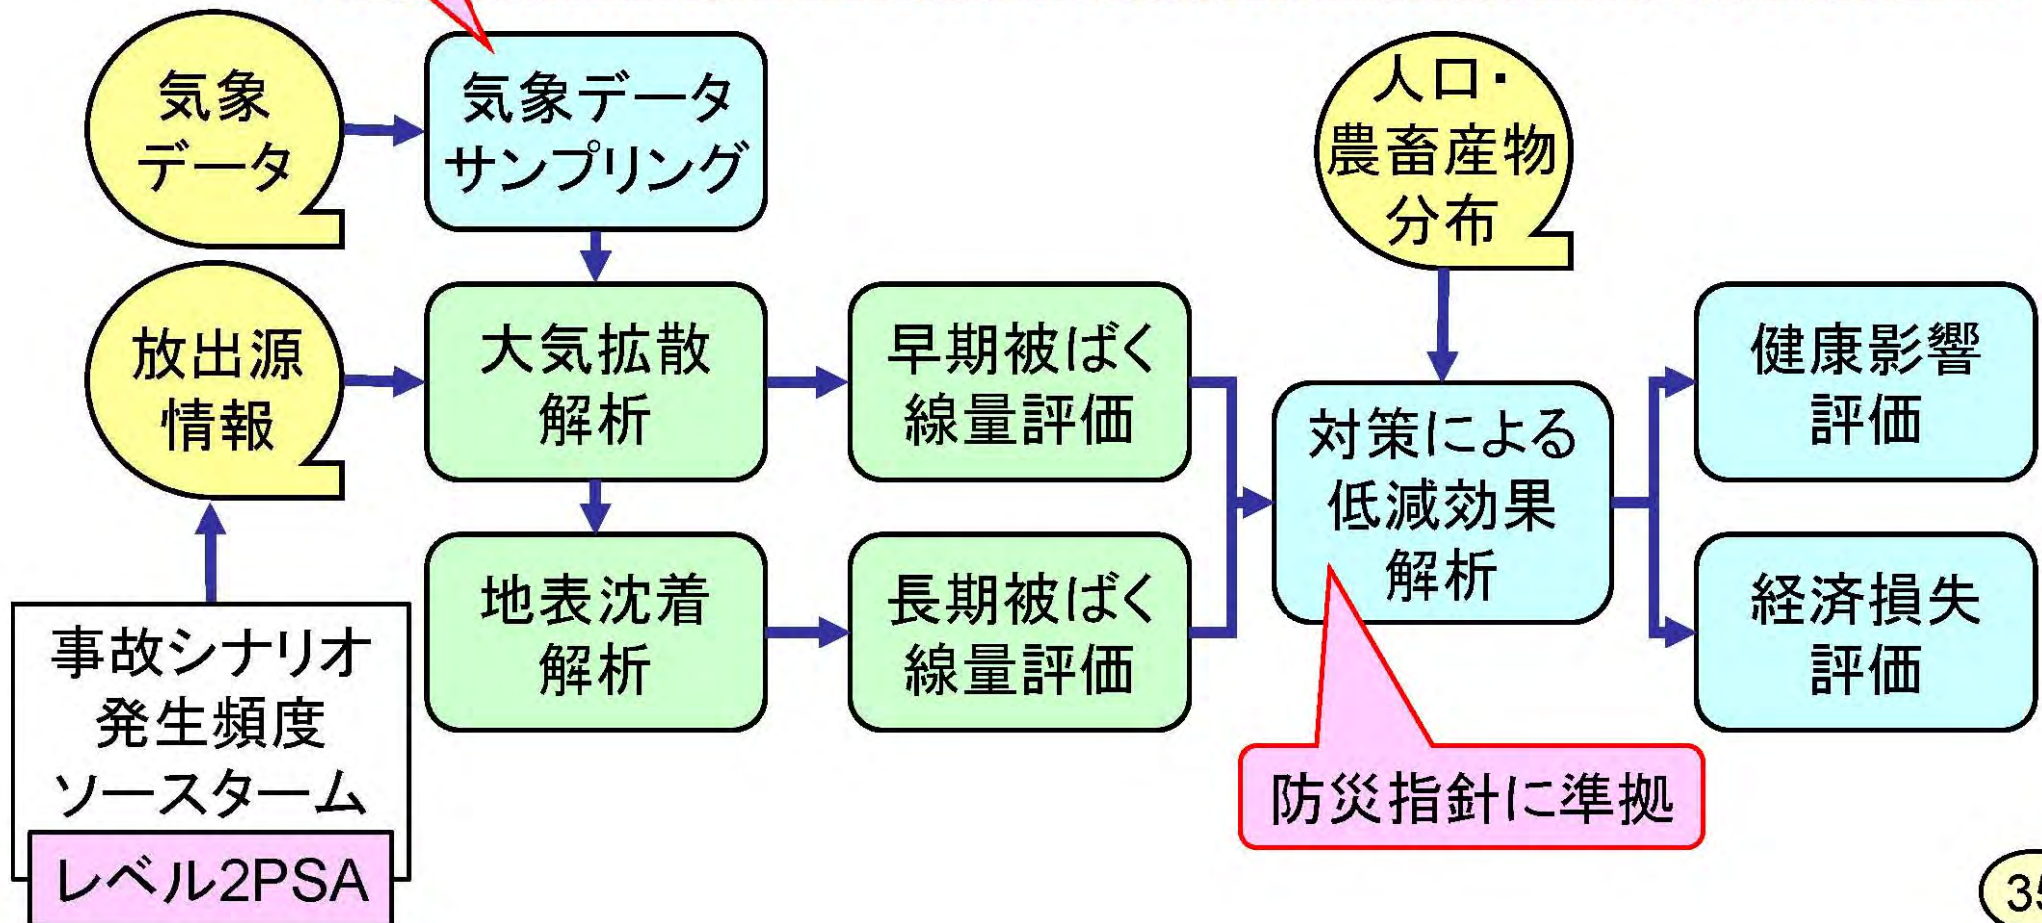 気象
データ
気象データ
サンプリング
人口・
農畜産物
分布
放出源
情報
大気拡散
解析
早期被ばく
線量評価
対策による
低減効果
解析
健康影響
評価
地表沈着
解析
長期被ばく
線量評価
経済損失
評価
事故シナリオ
発生頻度
ソースターム
レベル2PSA
防災指針に準拠
35